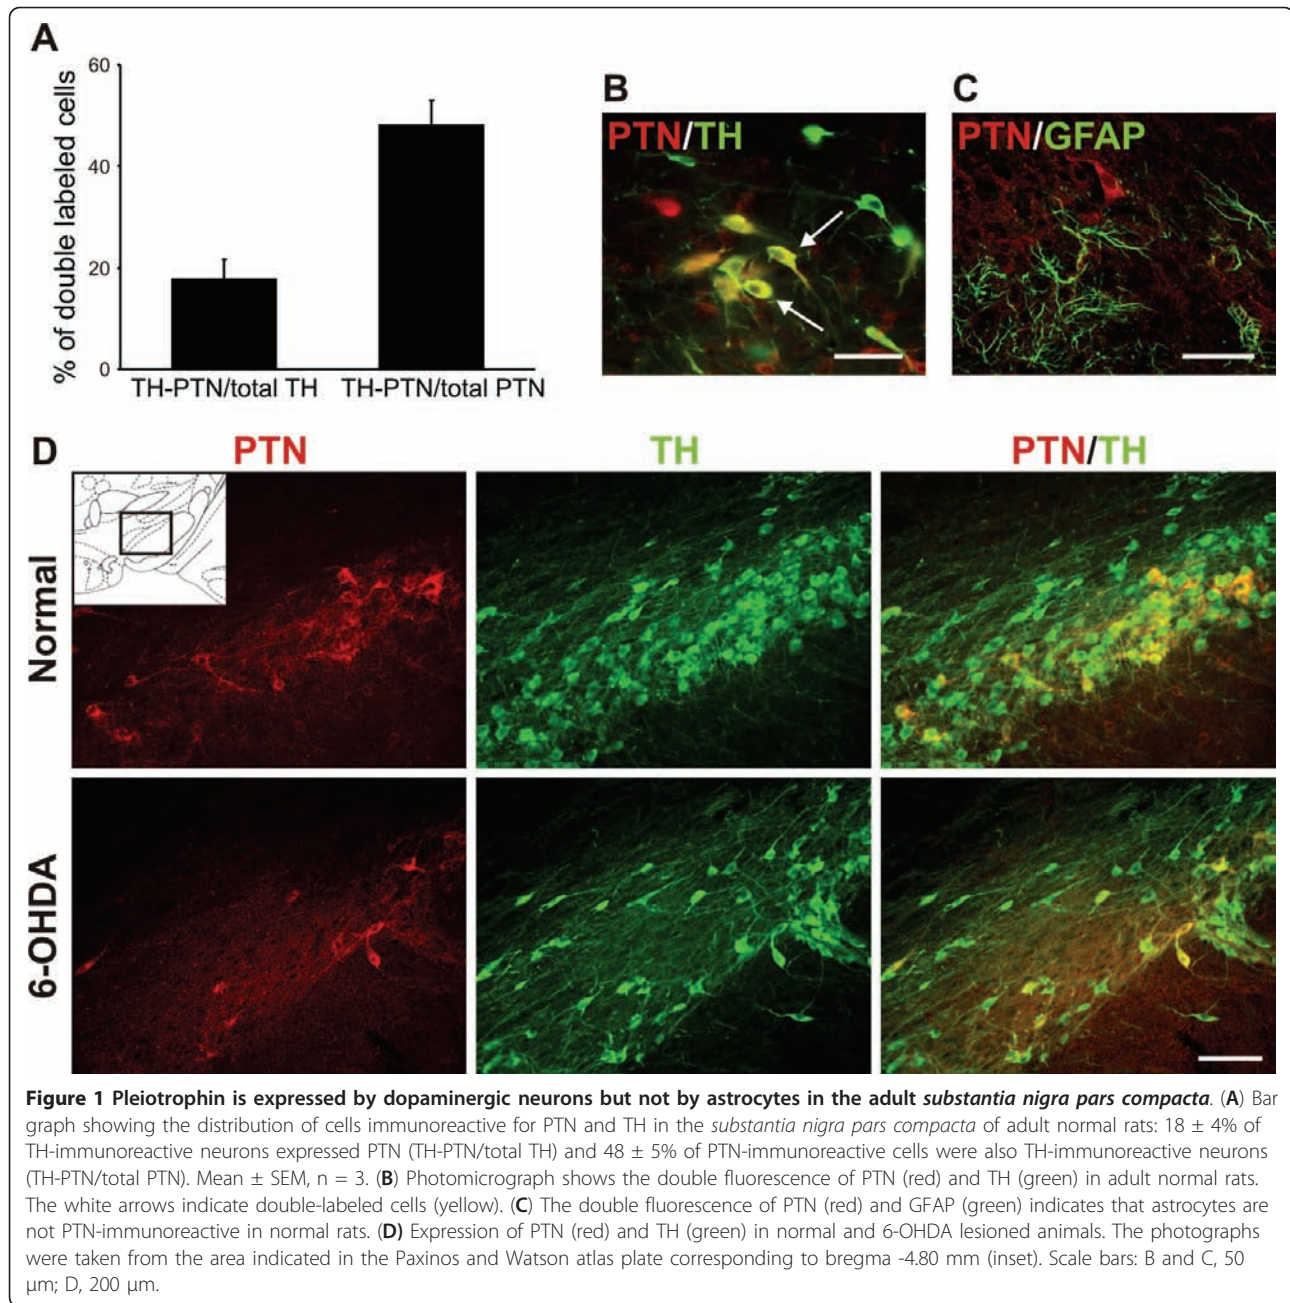 A
% of double labeled cells
60
40
20
0
TH-PTN/total TH
TH-PTN/total PTN
B
PTN/TH
C
PTN/GFAP
D
PTN
TH
PTN/TH
Normal
6-OHDA
Figure 1 Pleiotrophin is expressed by dopaminergic neurons but not by astrocytes in the adult substantia nigra pars compacta. (A) Bar
graph showing the distribution of cells immunoreactive for PTN and TH in the substantia nigra pars compacta of adult normal rats: 18 ± 4% of
TH-immunoreactive neurons expressed PTN (TH-PTN/total TH) and 48 ± 5% of PTN-immunoreactive cells were also TH-immunoreactive neurons
(TH-PTN/total PTN). Mean ± SEM, n = 3. (B) Photomicrograph shows the double fluorescence of PTN (red) and TH (green) in adult normal rats.
The white arrows indicate double-labeled cells (yellow). (C) The double fluorescence of PTN (red) and GFAP (green) indicates that astrocytes are
not PTN-immunoreactive in normal rats. (D) Expression of PTN (red) and TH (green) in normal and 6-OHDA lesioned animals. The photographs
were taken from the area indicated in the Paxinos and Watson atlas plate corresponding to bregma -4.80 mm (inset). Scale bars: B and C, 50
μm; D, 200 μm.